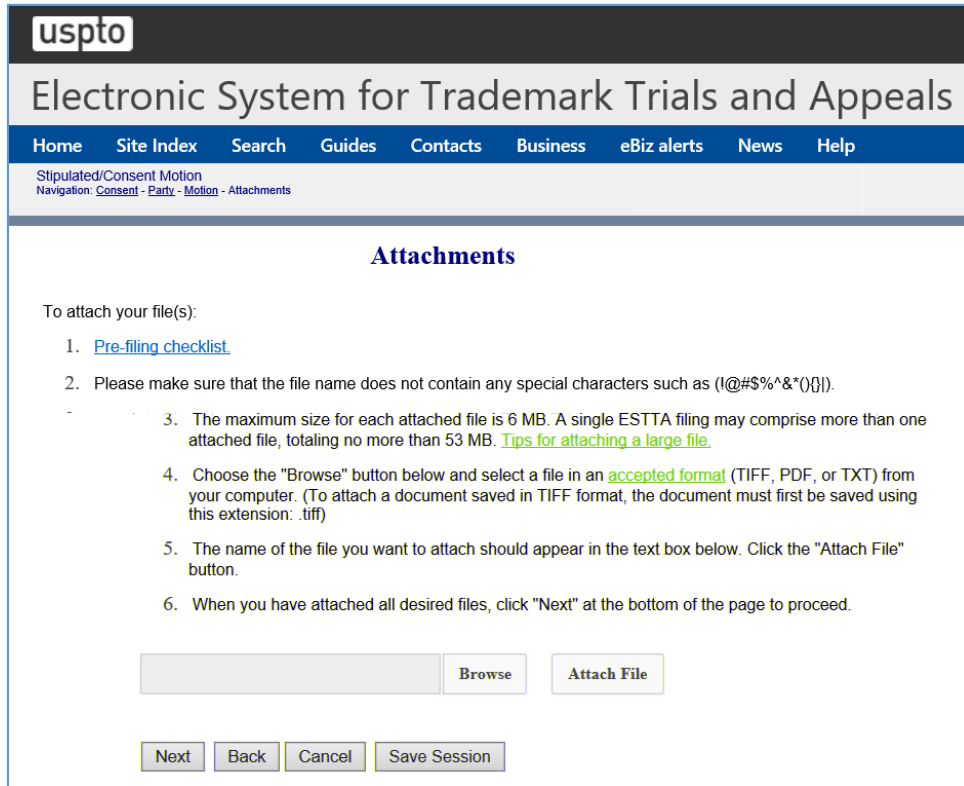 uspto
Electronic System for Trademark Trials and Appeals
Home Site Index Search Guides Contacts Business eBiz alerts News Help
Stipulated/Consent Motion
Navigation: Consent - Party - Motion - Attachments
Attachments
To attach your file(s):
1. Pre-filing checklist.
2. Please make sure that the file name does not contain any special characters such as (!@#$%^&*(){}|).
3. The maximum size for each attached file is 6 MB. A single ESTTA filing may comprise more than one
attached file, totaling no more than 53 MB. Tips for attaching a large file.
4. Choose the "Browse" button below and select a file in an accepted format (TIFF, PDF, or TXT) from
your computer. (To attach a document saved in TIFF format, the document must first be saved using
this extension: .tiff)
5. The name of the file you want to attach should appear in the text box below. Click the "Attach File"
button.
6. When you have attached all desired files, click "Next" at the bottom of the page to proceed.
Browse Attach File
Next Back Cancel Save Session